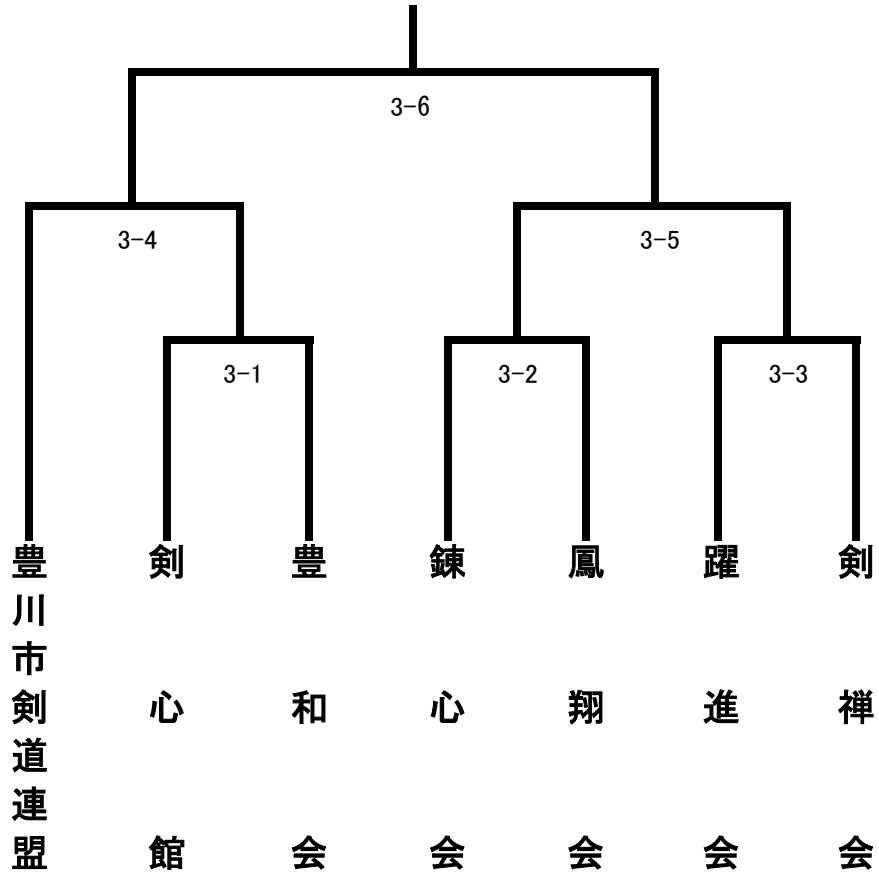 3-6
3-4
3-5
3-1
3-2
3-3
豊川市剣道連盟
剣心館
豊和会
錬心会
鳳翔会
躍進会
剣禅会